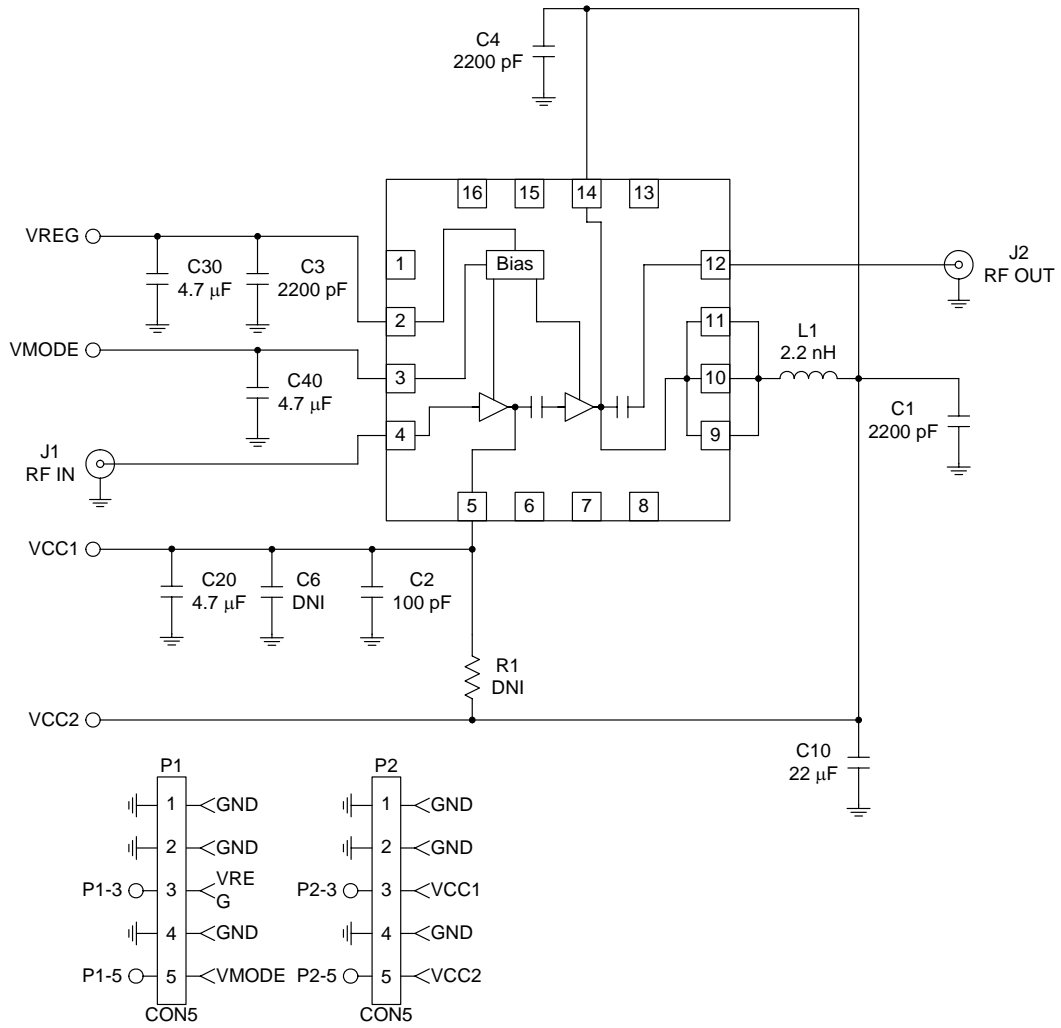 C4
2200 pF
16
15
14
13
VREG
C30
4.7 μF
C3
2200 pF
1
Bias
12
J2
RF OUT
2
11
L1
2.2 nH
VMODE
C40
4.7 μF
3
10
C1
2200 pF
J1
RF IN
4
9
5
6
7
8
VCC1
C20
4.7 μF
C6
DNI
C2
100 pF
R1
DNI
VCC2
C10
22 μF
P1
1
GND
2
GND
P1-3
3
VRE
G
4
GND
P1-5
5
VMODE
CON5
P2
1
GND
2
GND
P2-3
3
VCC1
4
GND
P2-5
5
VCC2
CON5